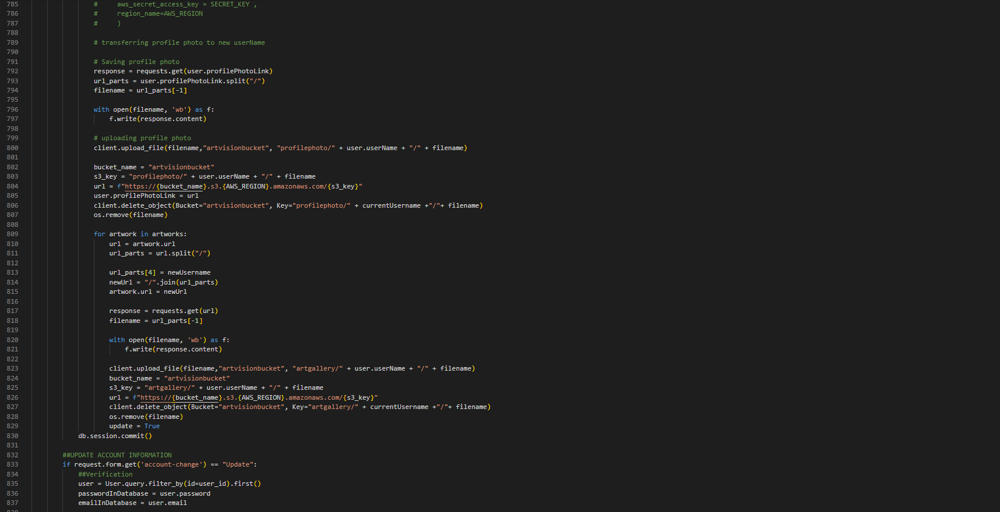 785 #     aws_secret_access_key = SECRET_KEY ,
786 #     region_name=AWS_REGION
787 #     )
788
789 # transferring profile photo to new userName
790
791 # Saving profile photo
792 response = requests.get(user.profilePhotoLink)
793 url_parts = user.profilePhotoLink.split("/")
794 filename = url_parts[-1]
795
796 with open(filename, 'wb') as f:
797     f.write(response.content)
798
799 # uploading profile photo
800 client.upload_file(filename,"artvisionbucket", "profilephoto/" + user.userName + "/" + filename)
801
802 bucket_name = "artvisionbucket"
803 s3_key = "profilephoto/" + user.userName + "/" + filename
804 url = f"https://{bucket_name}.s3.{AWS_REGION}.amazonaws.com/{s3_key}"
805 user.profilePhotoLink = url
806 client.delete_object(Bucket="artvisionbucket", Key="profilephoto/" + currentUsername +"/"+ filename)
807 os.remove(filename)
808
809 for artwork in artworks:
810     url = artwork.url
811     url_parts = url.split("/")
812
813     url_parts[4] = newUsername
814     newUrl = "/".join(url_parts)
815     artwork.url = newUrl
816
817     response = requests.get(url)
818     filename = url_parts[-1]
819
820     with open(filename, 'wb') as f:
821         f.write(response.content)
822
823     client.upload_file(filename,"artvisionbucket", "artgallery/" + user.userName + "/" + filename)
824     bucket_name = "artvisionbucket"
825     s3_key = "artgallery/" + user.userName + "/" + filename
826     url = f"https://{bucket_name}.s3.{AWS_REGION}.amazonaws.com/{s3_key}"
827     client.delete_object(Bucket="artvisionbucket", Key="artgallery/" + currentUsername +"/"+ filename)
828     os.remove(filename)
829     update = True
830 db.session.commit()
831
832 ##UPDATE ACCOUNT INFORMATION
833 if request.form.get('account-change') == "Update":
834     ##Verification
835     user = User.query.filter_by(id=user_id).first()
836     passwordInDatabase = user.password
837     emailInDatabase = user.email
838